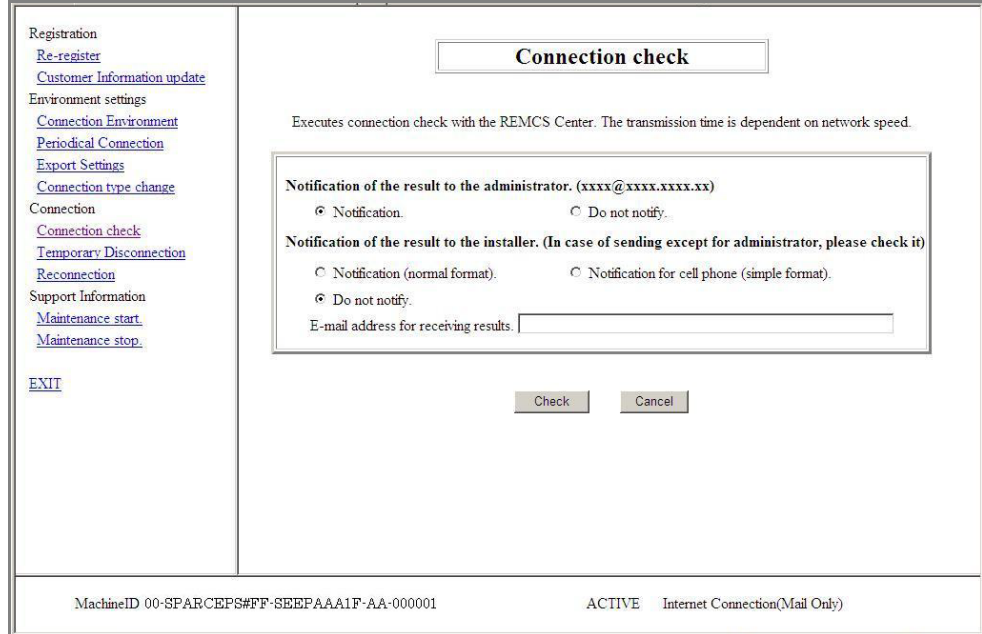 Registration
Re-register
Customer Information update
Environment settings
Connection Environment
Periodical Connection
Export Settings
Connection type change
Connection
Connection check
Temporary Disconnection
Reconnection
Support Information
Maintenance start.
Maintenance stop.
EXIT
Connection check
Executes connection check with the REMCS Center. The transmission time is dependent on network speed.
Notification of the result to the administrator. (xxxx@xxxx.xxxx.xx)
Notification. Do not notify.
Notification of the result to the installer. (In case of sending except for administrator, please check it)
Notification (normal format). Notification for cell phone (simple format).
Do not notify.
E-mail address for receiving results.
Check Cancel
MachineID 00-SPARCEPS#FF-SEEPAAA1F-AA-000001 ACTIVE Internet Connection(Mail Only)